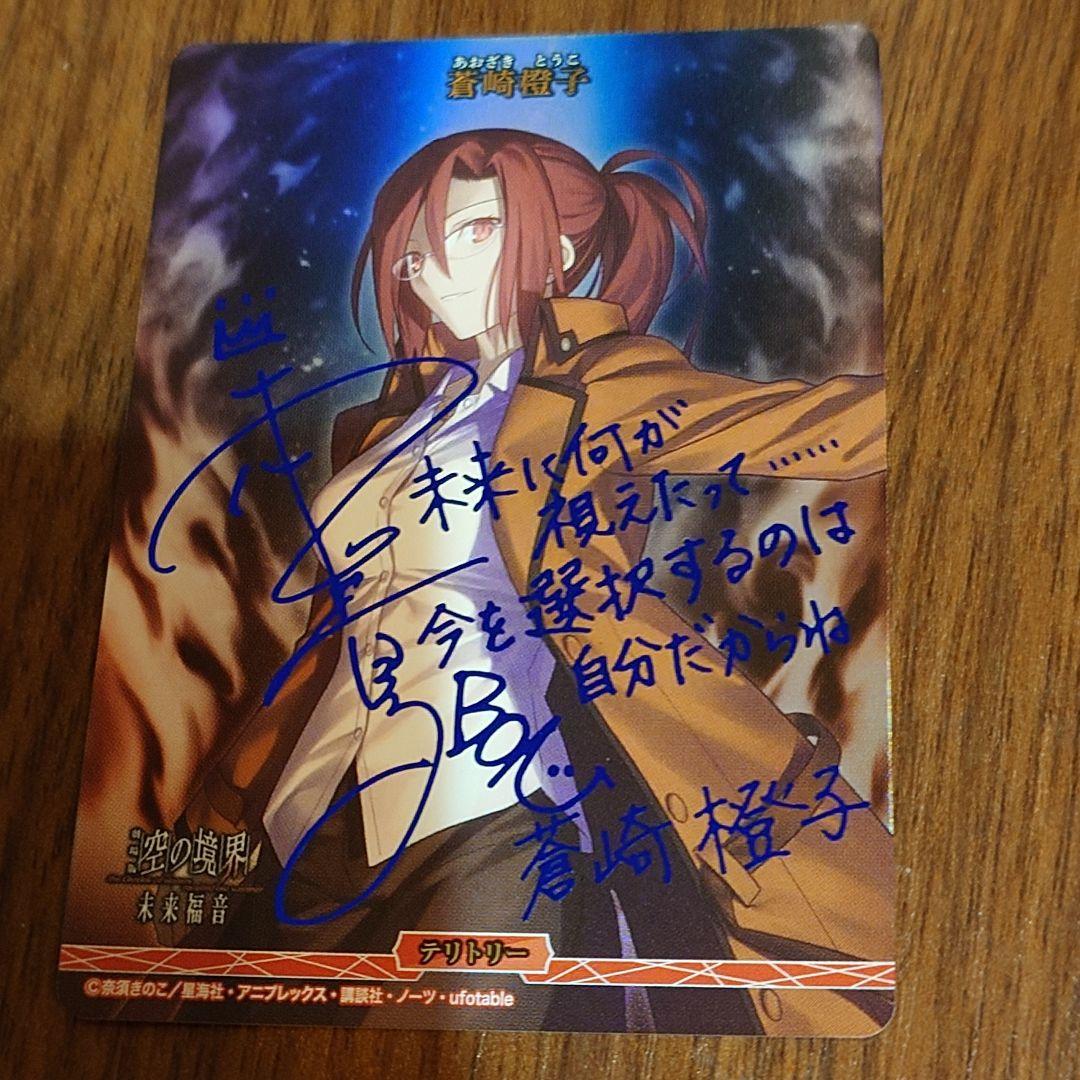 あおざき とうこ
蒼崎橙子
未来に何が
視えたって……
今を選択するのは
自分だからね
蒼崎 橙子
劇場版 空の境界
未来福音
テリトリー
©奈須きのこ／星海社・アニプレックス・講談社・ノーツ・ufotable